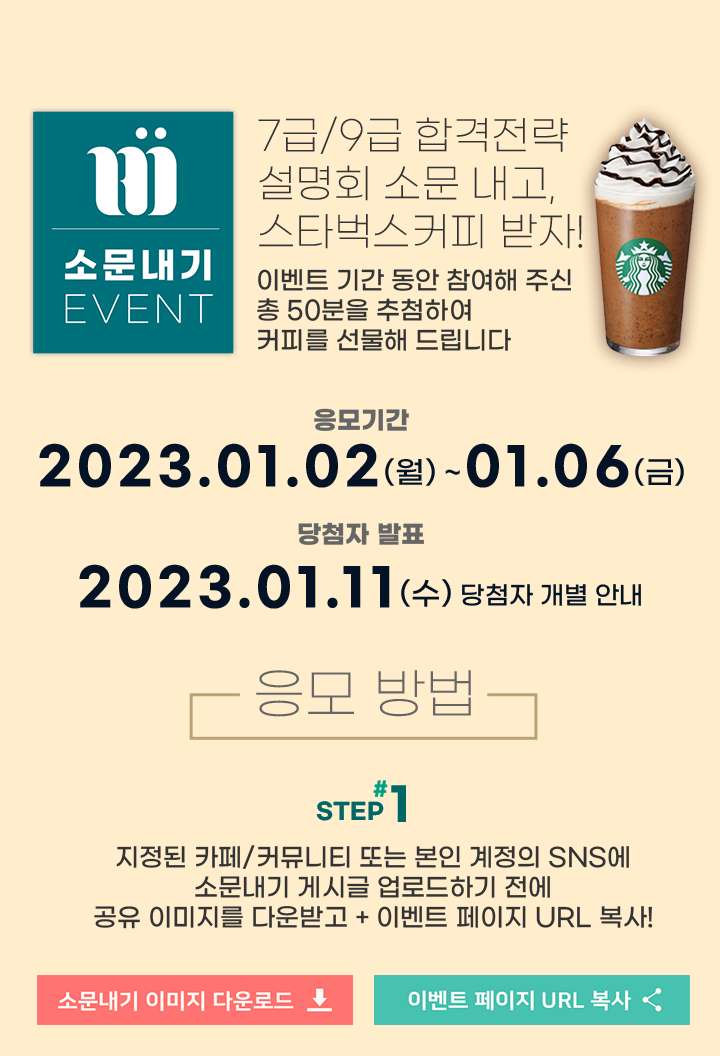 소문내기
EVENT
7급/9급 합격전략
설명회 소문 내고,
스타벅스커피 받자!
이벤트 기간 동안 참여해 주신
총 50분을 추첨하여
커피를 선물해 드립니다
응모기간
2023.01.02(월) ~01.06(금)
당첨자 발표
2023.01.11(수) 당첨자 개별 안내
응모 방법
STEP #1
지정된 카페/커뮤니티 또는 본인 계정의 SNS에
소문내기 게시글 업로드하기 전에
공유 이미지를 다운받고 + 이벤트 페이지 URL 복사!
소문내기 이미지 다운로드
이벤트 페이지 URL 복사